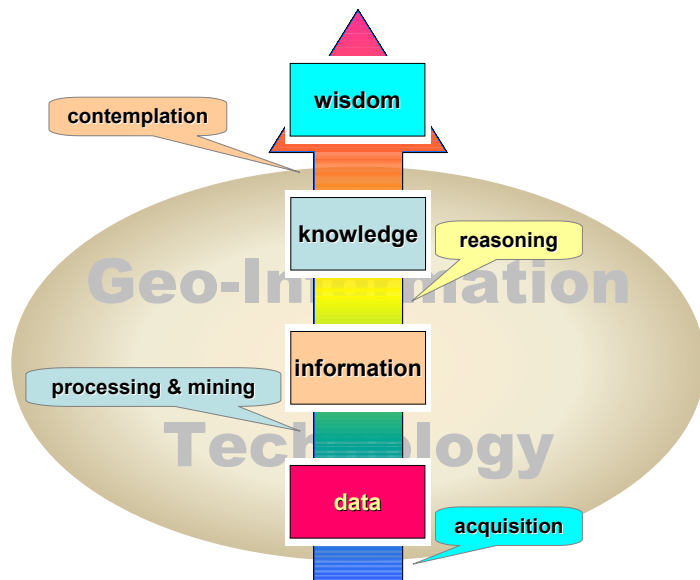 wisdom
contemplation
knowledge
reasoning
Geo-Information
information
processing & mining
Technology
data
acquisition